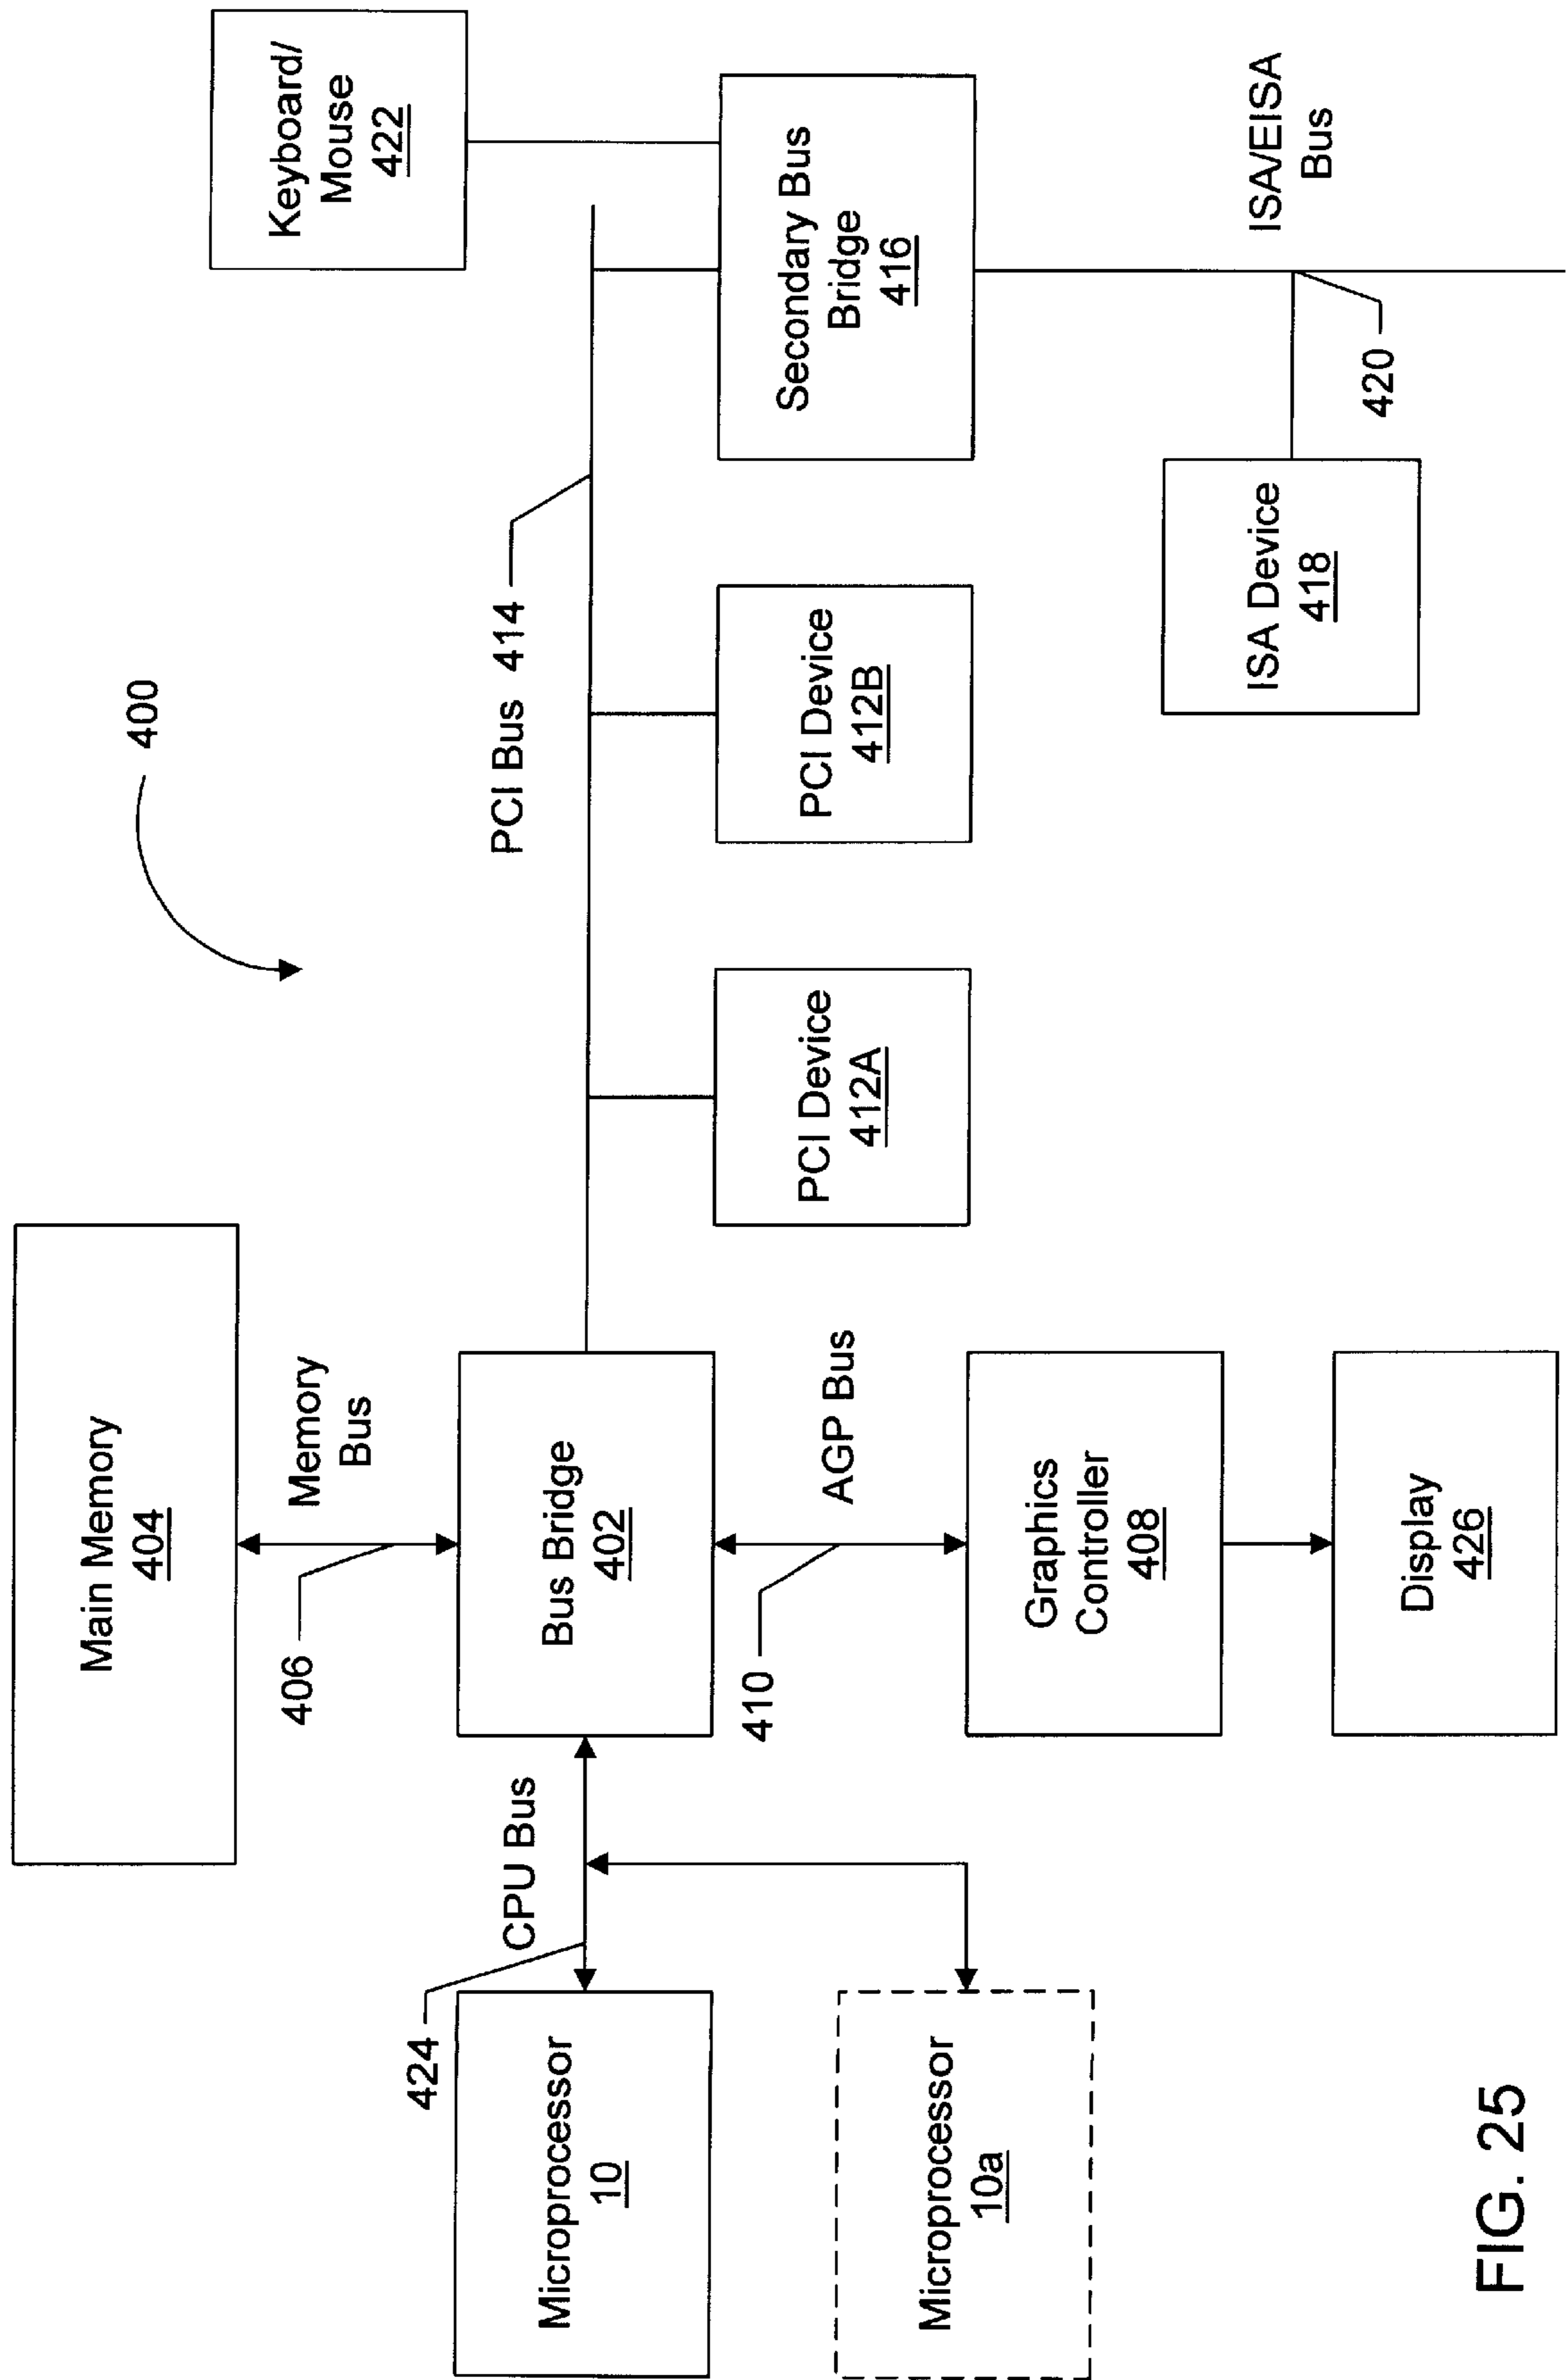 400
Main Memory
404
406
Memory
Bus
Keyboard/
Mouse
422
424
CPU Bus
PCI Bus 414
Microprocessor
10
Bus Bridge
402
410
AGP Bus
PCI Device
412A
PCI Device
412B
Secondary Bus
Bridge
416
Microprocessor
10a
Graphics
Controller
408
ISA Device
418
420
ISA/EISA
Bus
Display
426
FIG. 25